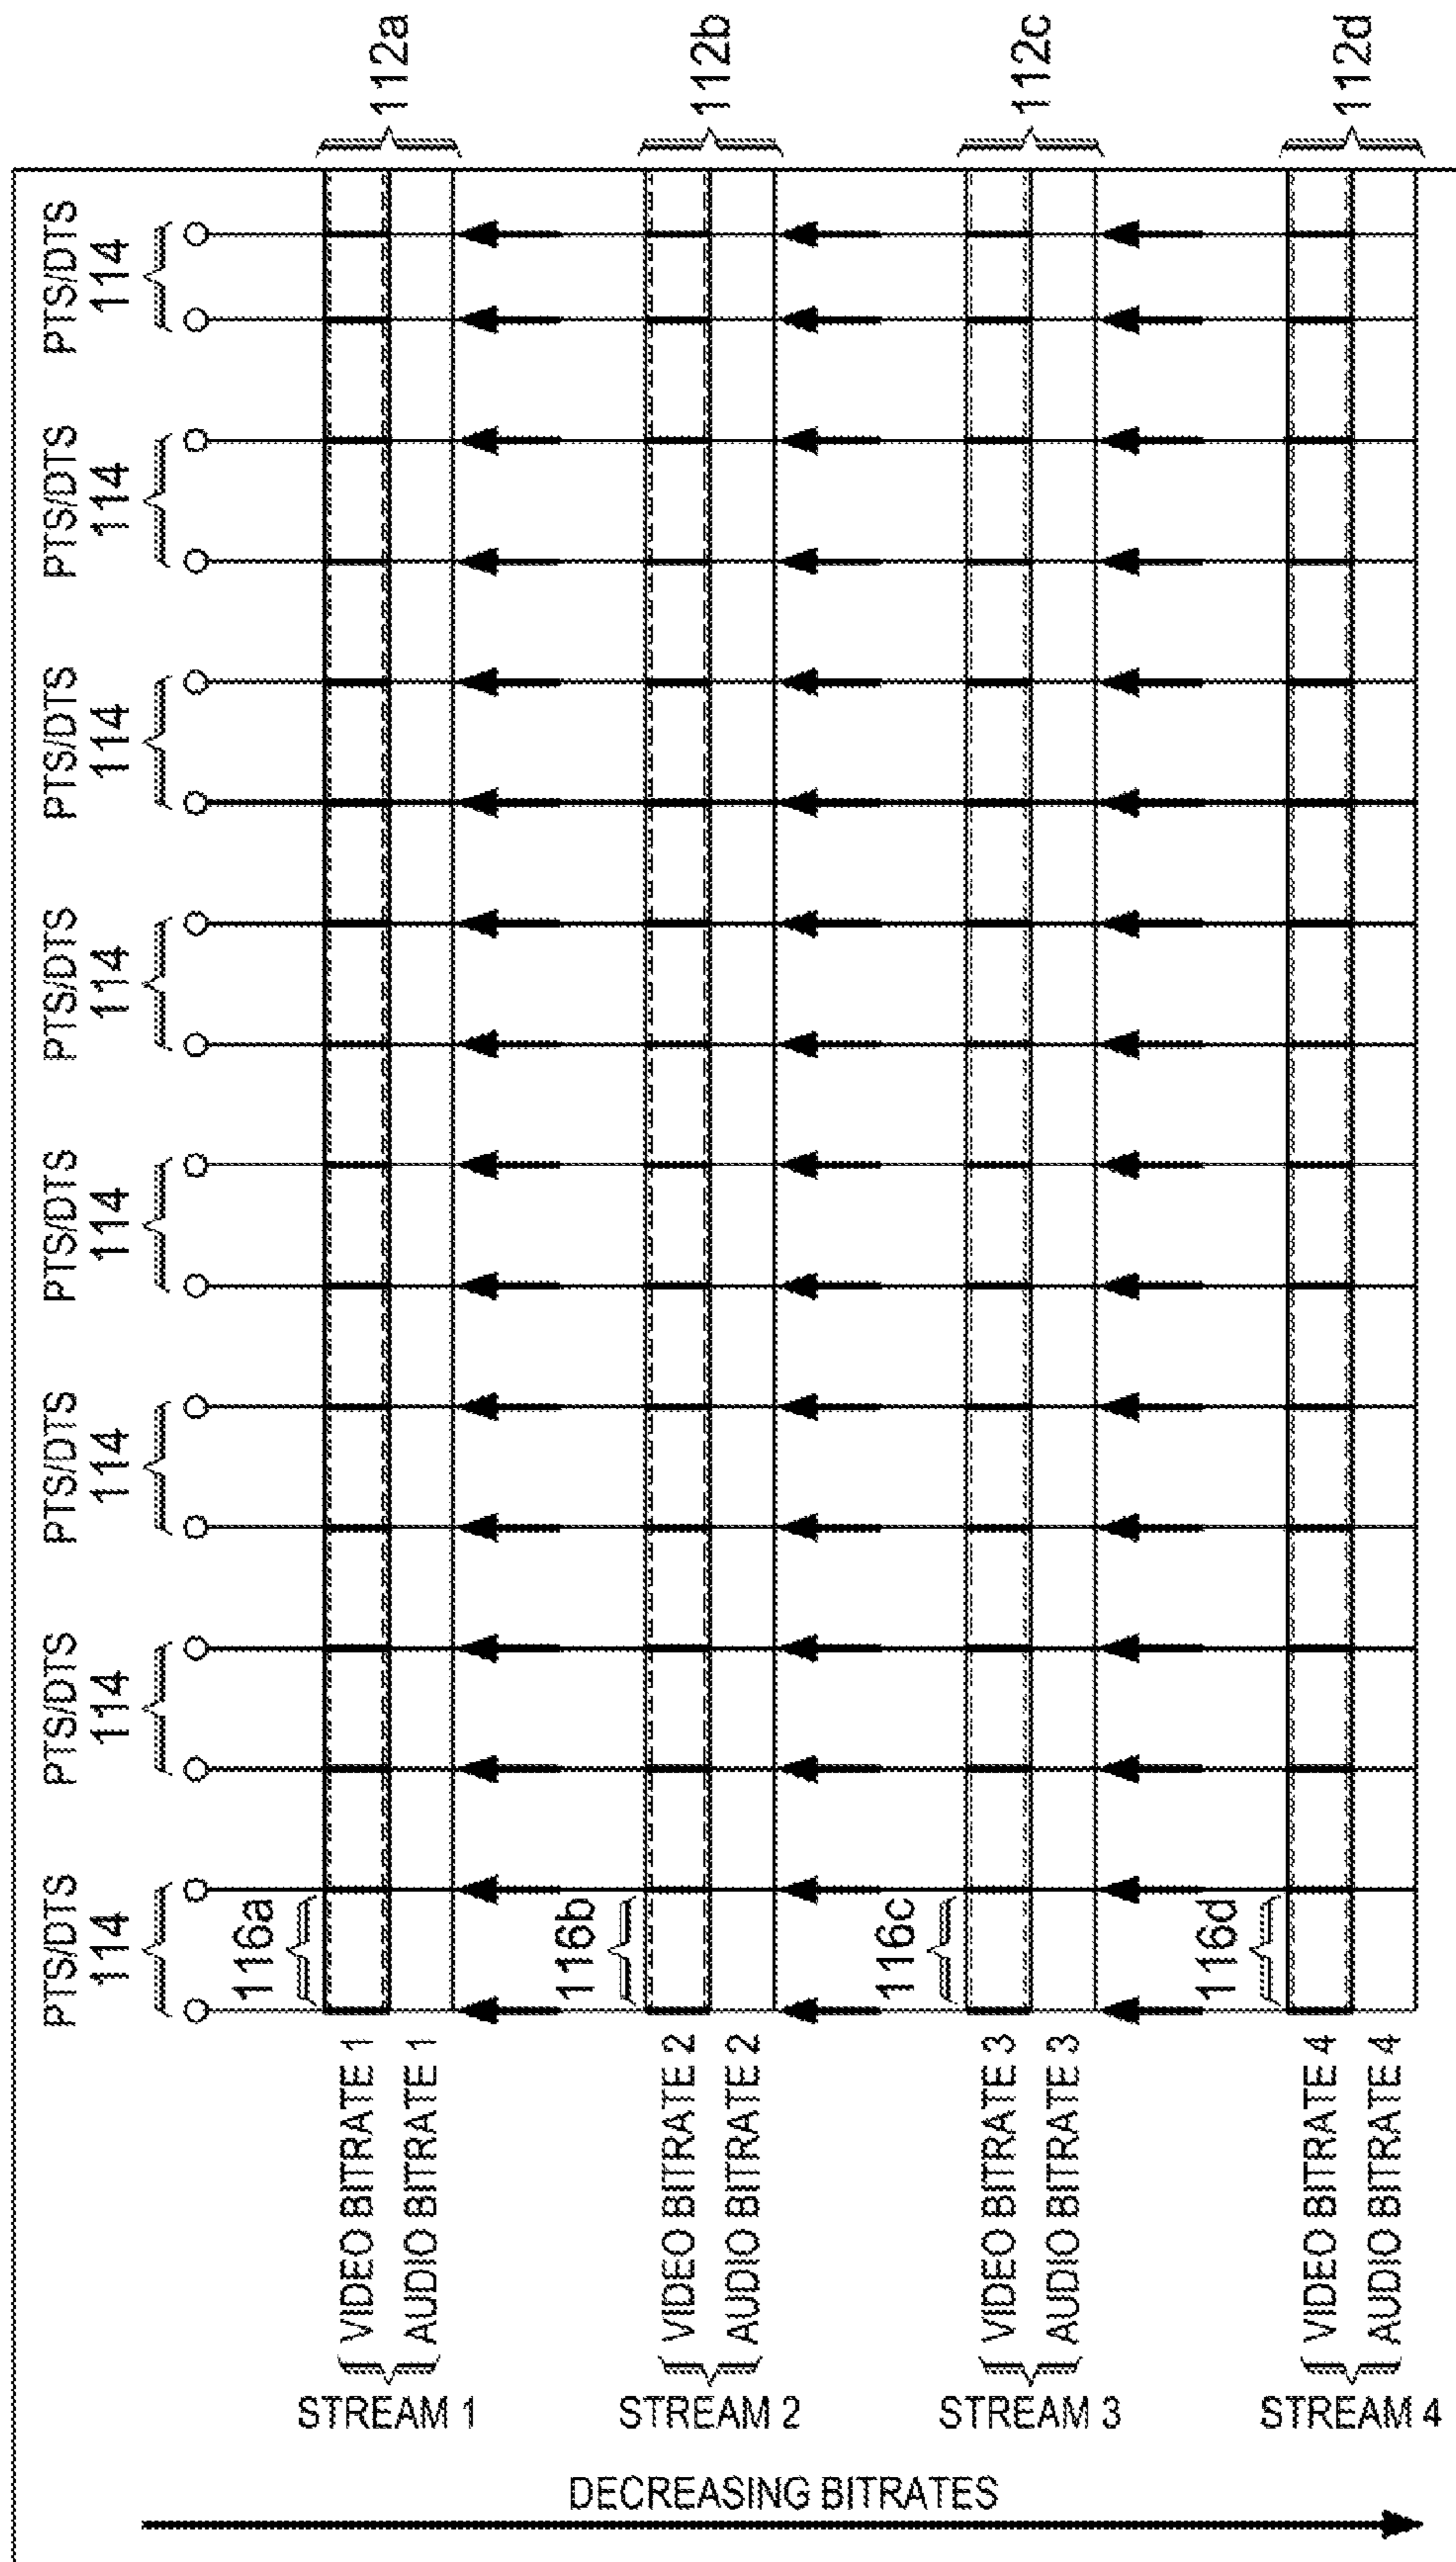 PTS/DTS
114
PTS/DTS
114
PTS/DTS
114
PTS/DTS
114
PTS/DTS
114
PTS/DTS
114
PTS/DTS
114
PTS/DTS
114
116a
112a
STREAM 1
VIDEO BITRATE 1
AUDIO BITRATE 1
116b
112b
STREAM 2
VIDEO BITRATE 2
AUDIO BITRATE 2
116c
112c
STREAM 3
VIDEO BITRATE 3
AUDIO BITRATE 3
116d
112d
STREAM 4
VIDEO BITRATE 4
AUDIO BITRATE 4
DECREASING BITRATES